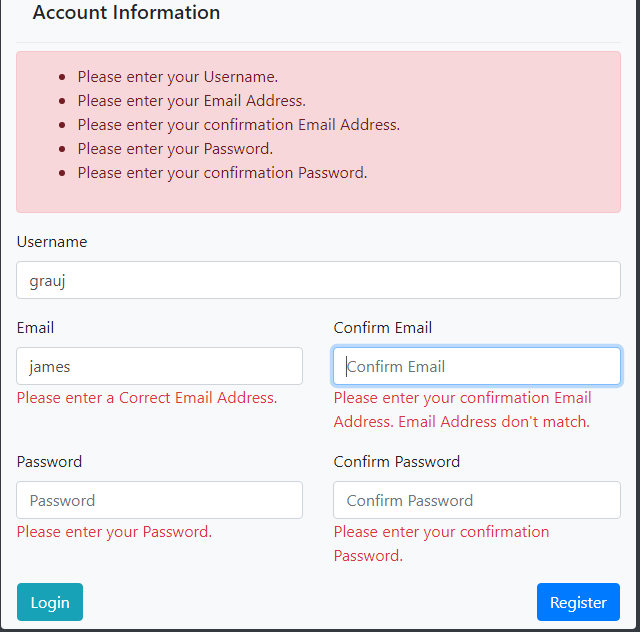 Account Information
Please enter your Username.
Please enter your Email Address.
Please enter your confirmation Email Address.
Please enter your Password.
Please enter your confirmation Password.
Username
grauj
Email
james
Please enter a Correct Email Address.
Confirm Email
Confirm Email
Please enter your confirmation Email
Address. Email Address don't match.
Password
Password
Please enter your Password.
Confirm Password
Confirm Password
Please enter your confirmation
Password.
Login
Register